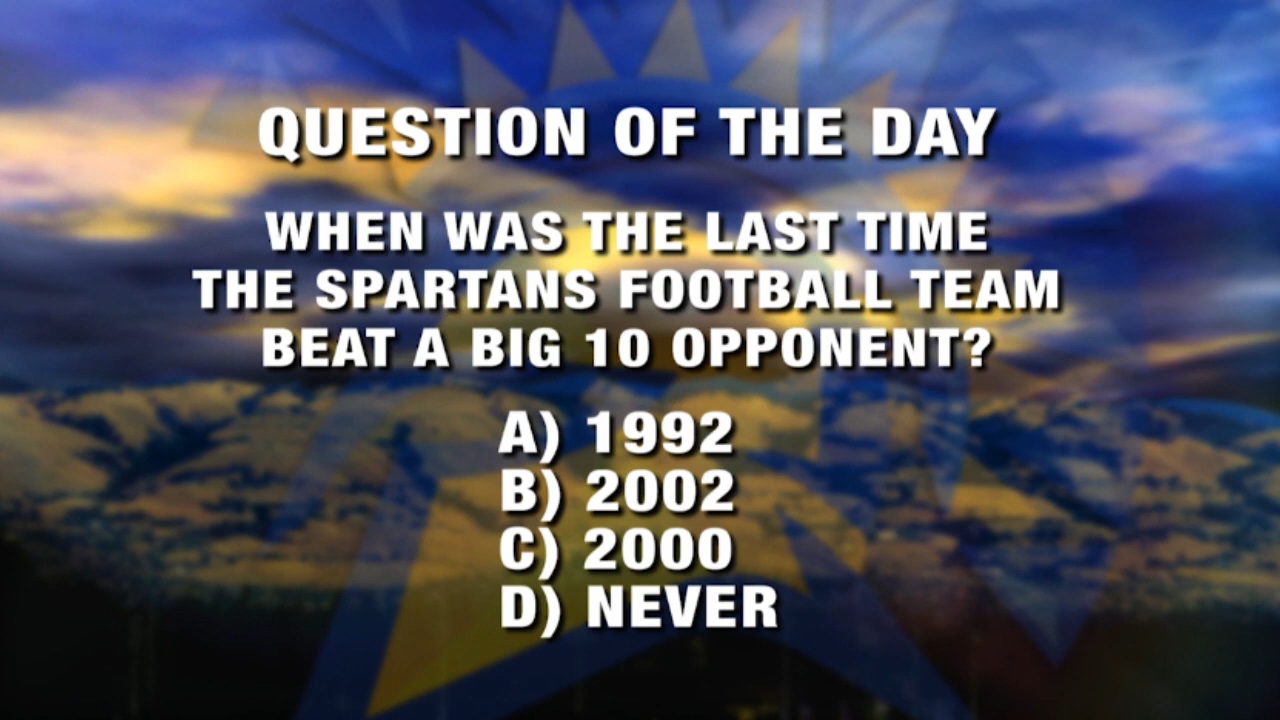 QUESTION OF THE DAY
WHEN WAS THE LAST TIME
THE SPARTANS FOOTBALL TEAM
BEAT A BIG 10 OPPONENT?
A) 1992
B) 2002
C) 2000
D) NEVER